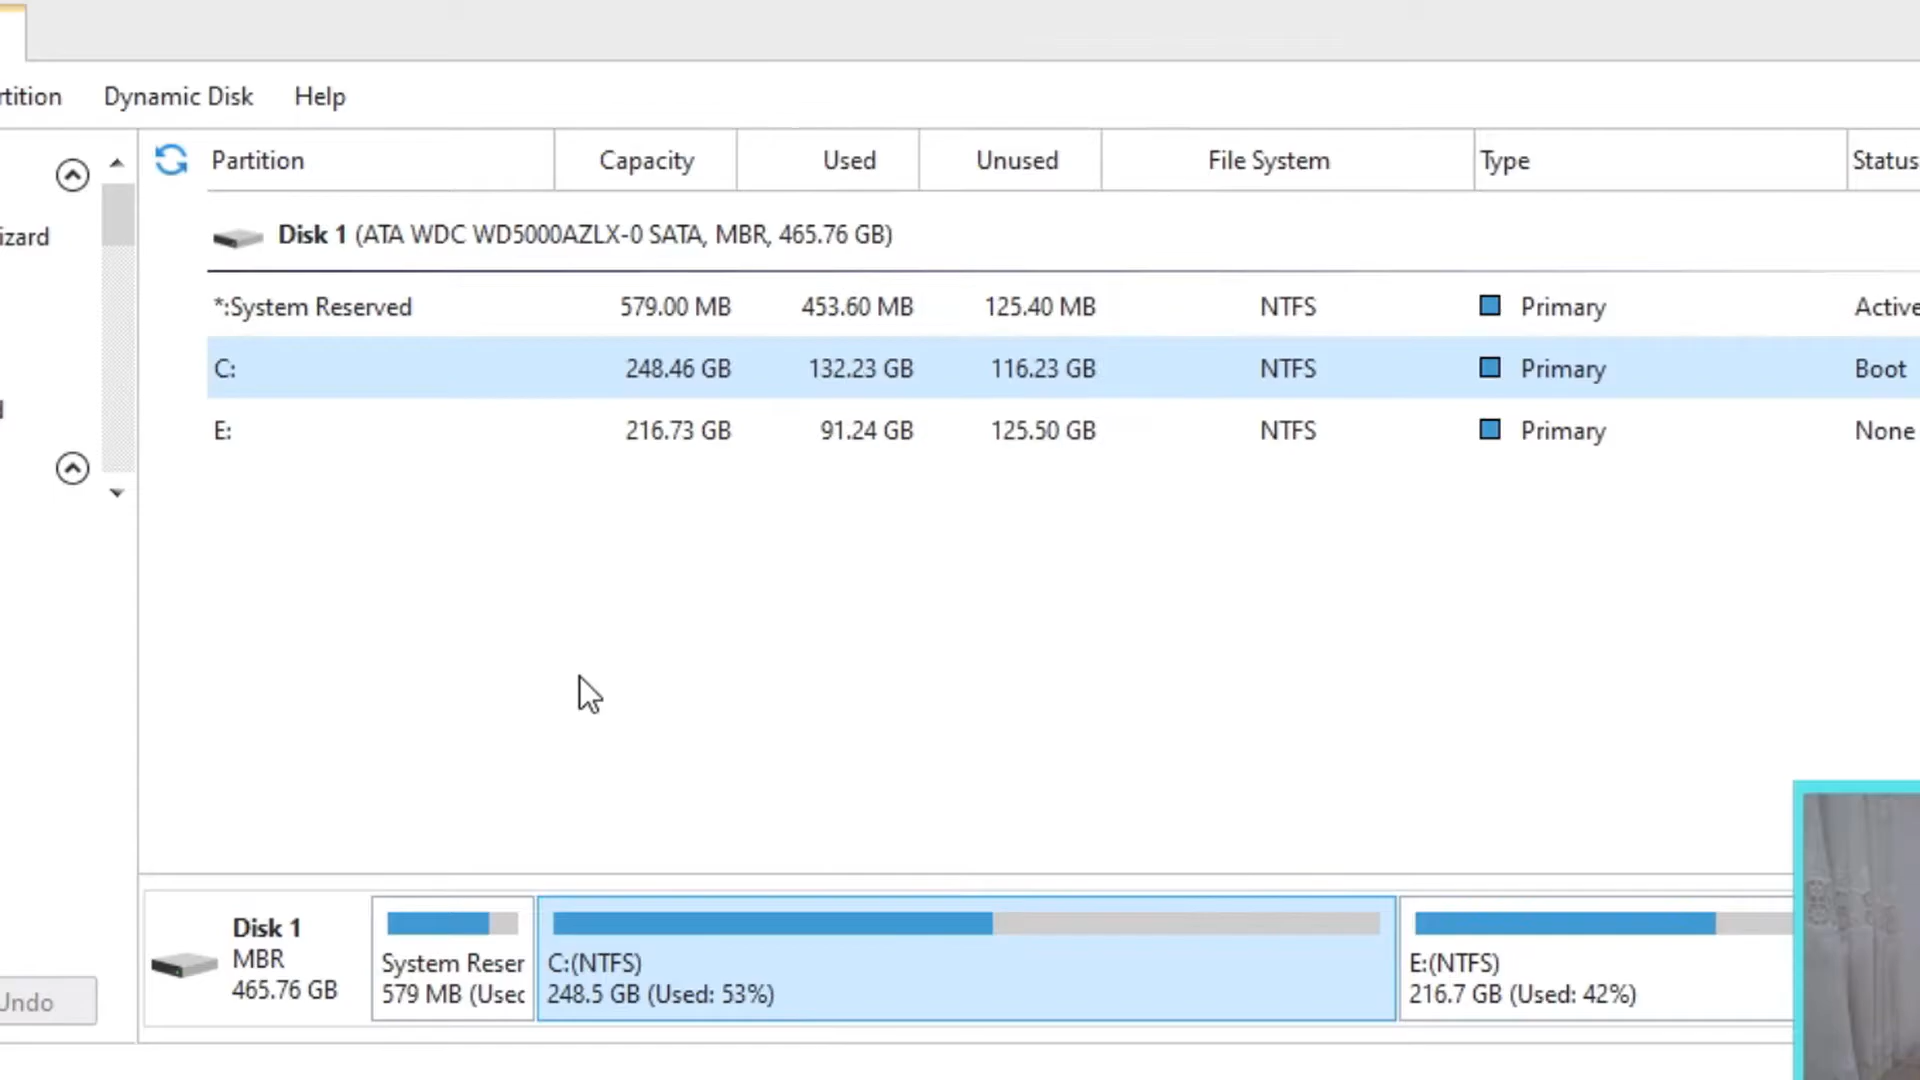 rtition Dynamic Disk Help
Partition Capacity Used Unused File System Type Status
izard
Disk 1 (ATA WDC WD5000AZLX-0 SATA, MBR, 465.76 GB)
*:System Reserved 579.00 MB 453.60 MB 125.40 MB NTFS Primary Active
C: 248.46 GB 132.23 GB 116.23 GB NTFS Primary Boot
d
E: 216.73 GB 91.24 GB 125.50 GB NTFS Primary None
Disk 1
MBR
465.76 GB
System Reser
579 MB (Used
C:(NTFS)
248.5 GB (Used: 53%)
E:(NTFS)
216.7 GB (Used: 42%)
Undo